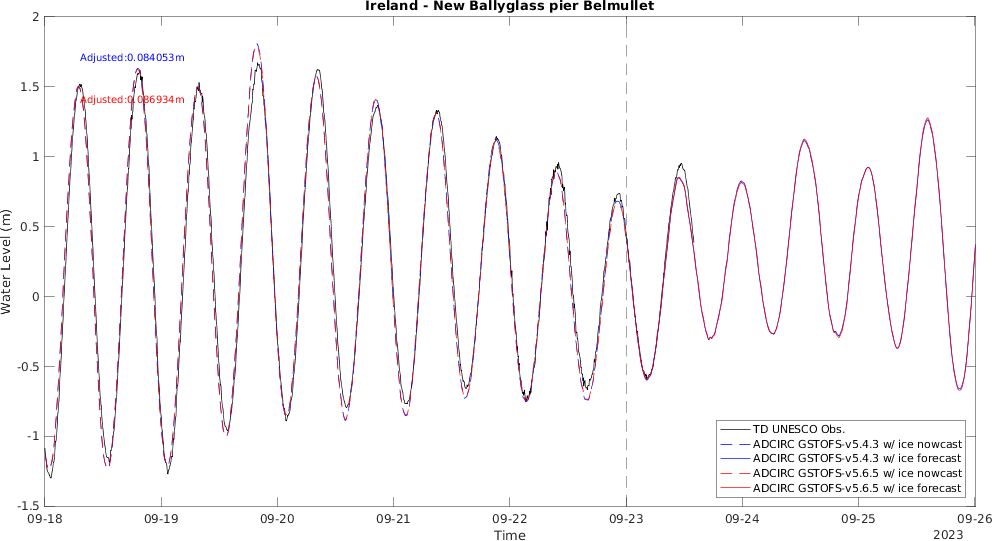 Ireland - New Ballyglass pier Belmullet
2
1.5
1
0.5
0
-0.5
-1
-1.5
Water Level (m)
Adjusted:0.084053m
Adjusted:0.086934m
TD UNESCO Obs.
ADCIRC GSTOFS-v5.4.3 w/ ice nowcast
ADCIRC GSTOFS-v5.4.3 w/ ice forecast
ADCIRC GSTOFS-v5.6.5 w/ ice nowcast
ADCIRC GSTOFS-v5.6.5 w/ ice forecast
09-18 09-19 09-20 09-21 09-22 09-23 09-24 09-25 09-26
Time
2023